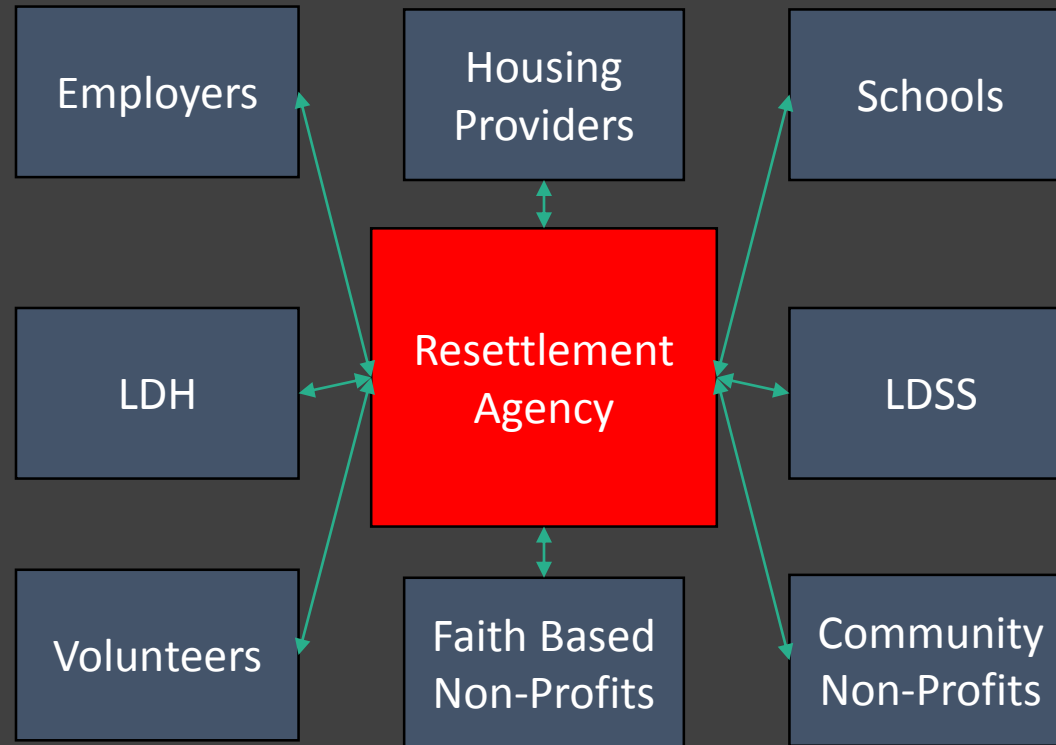 Employers
Housing
Providers
Schools
LDH
Resettlement
Agency
LDSS
Volunteers
Faith Based
Non-Profits
Community
Non-Profits